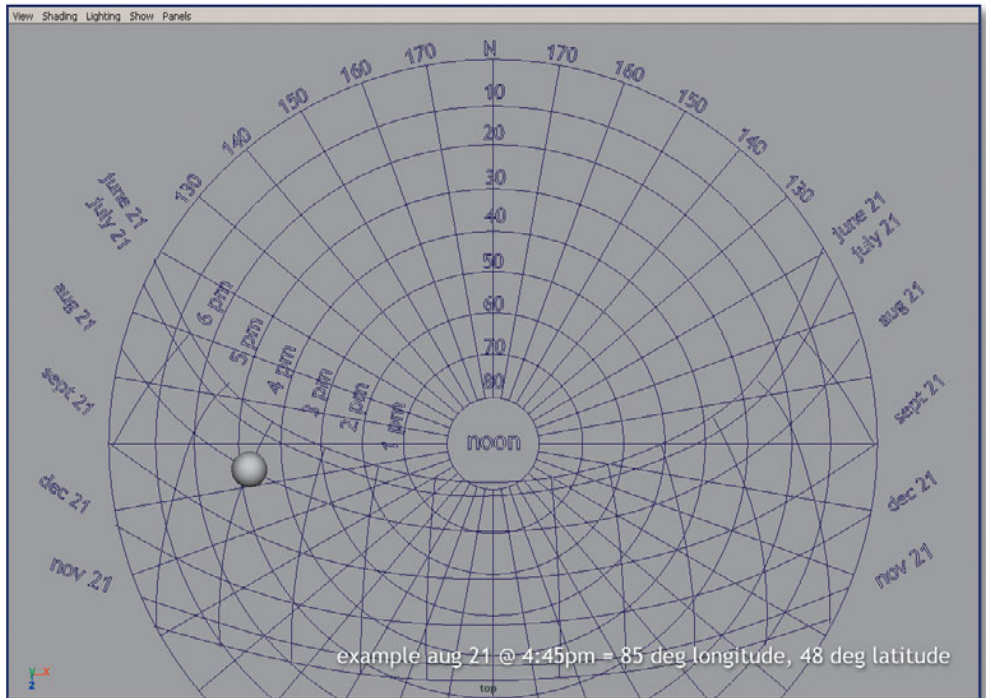 View Shading Lighting Show Panels
170 N 170
160 160
150 10 150
140 20 140
130 30 130
june 21 june 21
july 21 40 july 21
50
aug 21 6 pm 60 aug 21
5 pm
4 pm 70
sept 21 3 pm 80 sept 21
2 pm
1 pm noon
dec 21 dec 21
nov 21 nov 21
example aug 21 @ 4:45pm = 85 deg longitude, 48 deg latitude
y x
z
top